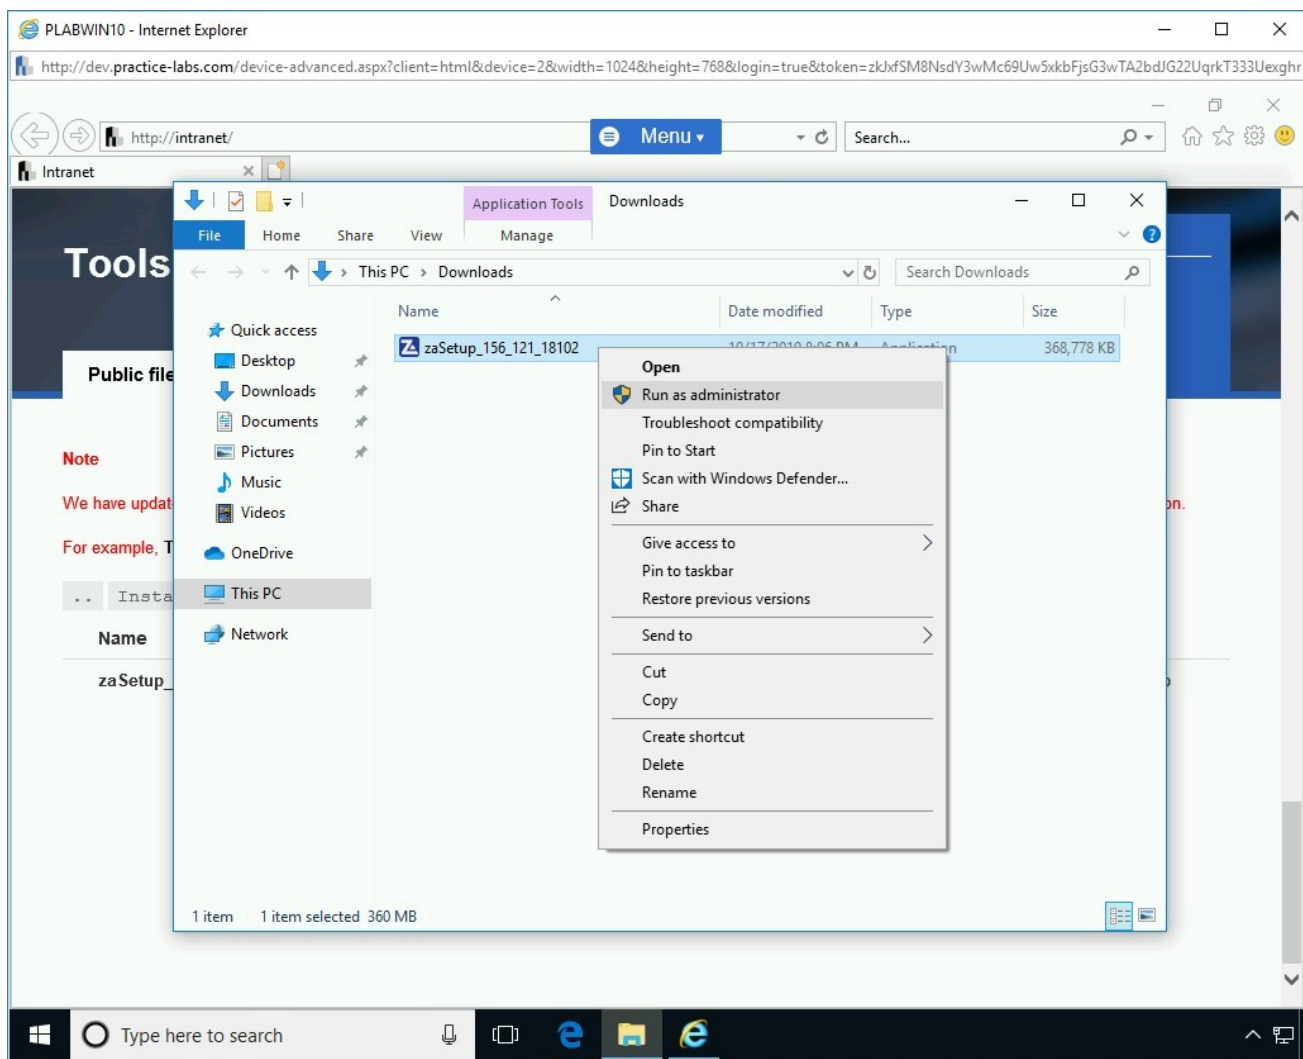 PLABWIN10 - Internet Explorer
http://dev.practice-labs.com/device-advanced.aspx?client=html&device=2&width=1024&height=768&login=true&token=zkJxfSM8NsdY3wMc69Uw5xkbFjsG3wTA2bdJG22UqrkT333Uexghr
http://intranet/
Menu
Search...
Intranet
Application Tools
Downloads
File
Home
Share
View
Manage
Tools
This PC
Downloads
Search Downloads
Name
Date modified
Type
Size
Quick access
zaSetup_156_121_18102
368,778 KB
Desktop
Open
Public file
Downloads
Run as administrator
Documents
Troubleshoot compatibility
Note
Pictures
Pin to Start
Music
Scan with Windows Defender...
We have updat
on.
Videos
Share
For example, T
OneDrive
Give access to
Pin to taskbar
.. Insta
This PC
Restore previous versions
Name
Network
Send to
zaSetup_
Cut
Copy
Create shortcut
Delete
Rename
Properties
1 item
1 item selected 360 MB
Type here to search